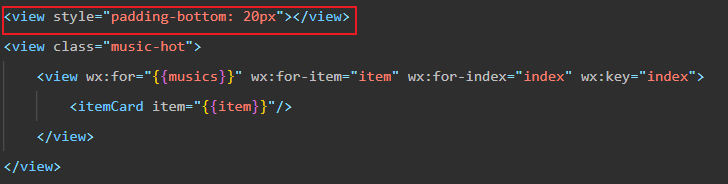 <view style="padding-bottom: 20px"></view>
<view class="music-hot">
<view wx:for="{{musics}}" wx:for-item="item" wx:for-index="index" wx:key="index">
<itemCard item="{{item}}"/>
</view>
</view>